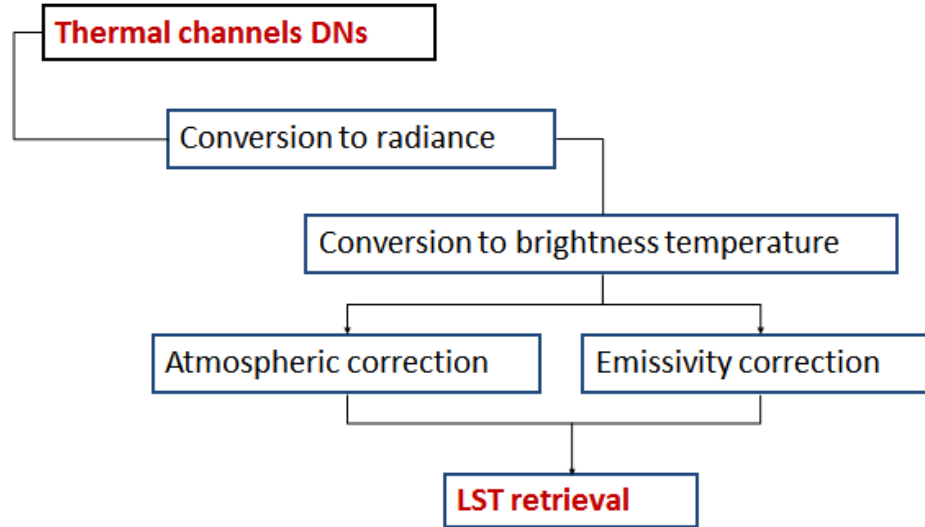 Thermal channels DNs
Conversion to radiance
Conversion to brightness temperature
Atmospheric correction
Emissivity correction
LST retrieval